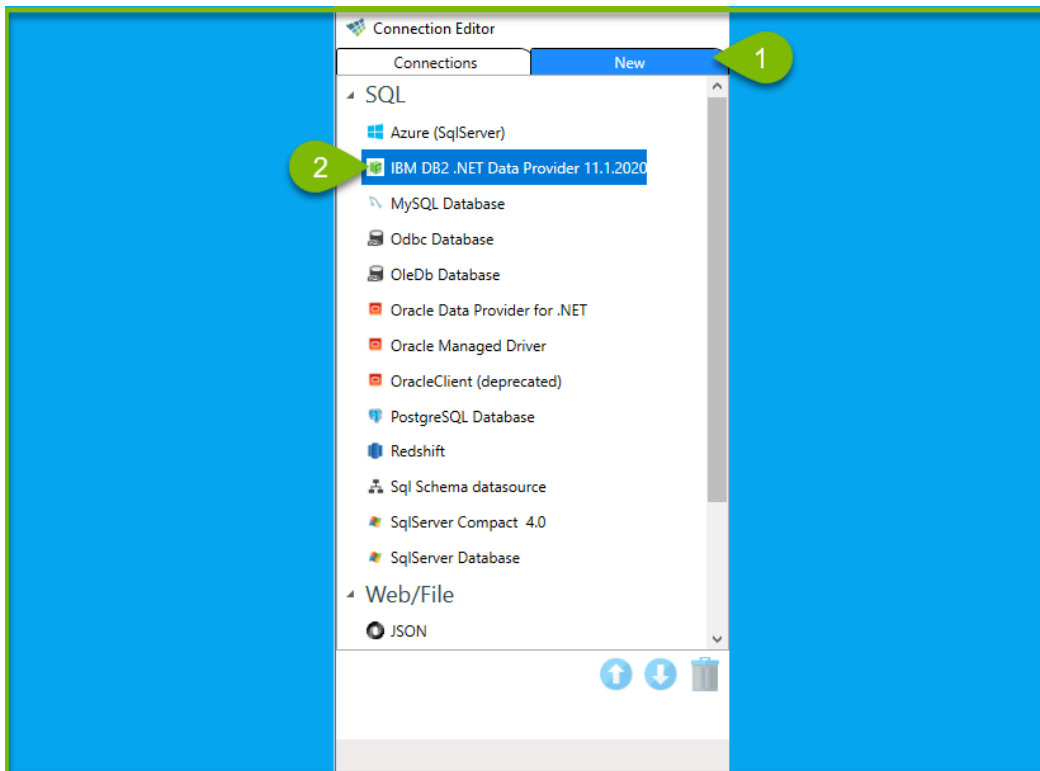 Connection Editor
Connections New
1
SQL
Azure (SqlServer)
2
IBM DB2 .NET Data Provider 11.1.2020
MySQL Database
Odbc Database
OleDb Database
Oracle Data Provider for .NET
Oracle Managed Driver
OracleClient (deprecated)
PostgreSQL Database
Redshift
Sql Schema datasource
SqlServer Compact 4.0
SqlServer Database
Web/File
JSON